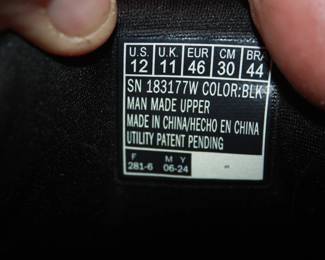 U.S. U.K. EUR CM BRA
12 11 46 30 44
SN 183177W COLOR:BLK
MAN MADE UPPER
MADE IN CHINA/HECHO EN CHINA
UTILITY PATENT PENDING
F M Y
281-6 06-24 -